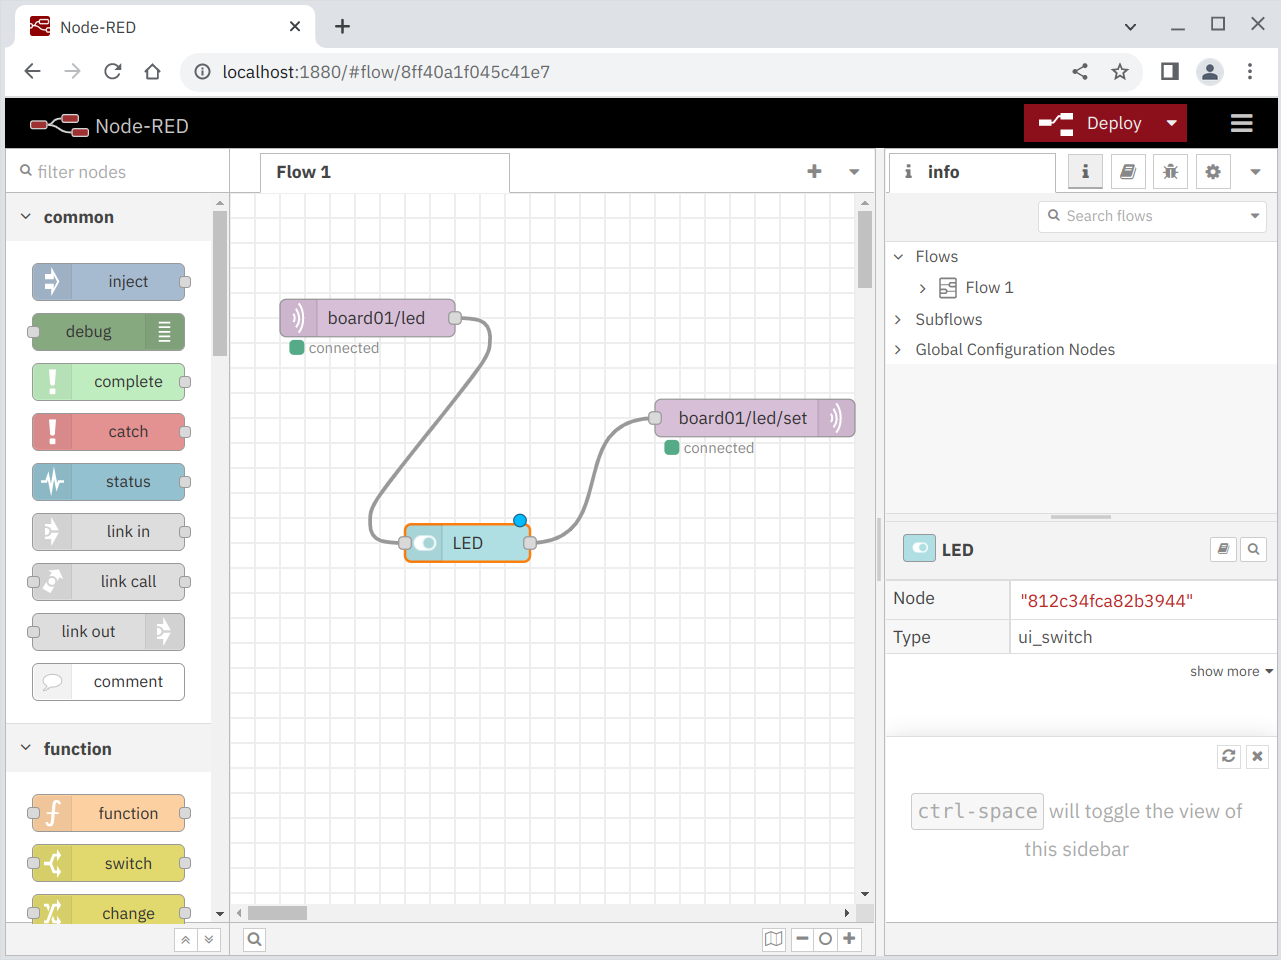 Node-RED
localhost:1880/#flow/8ff40a1f045c41e7
Node-RED
Deploy
filter nodes
common
inject
debug
complete
catch
status
link in
link call
link out
comment
function
function
switch
change
Flow 1
board01/led
connected
board01/led/set
connected
LED
info
Search flows
Flows
Flow 1
Subflows
Global Configuration Nodes
LED
Node "812c34fca82b3944"
Type ui_switch
show more
ctrl-space will toggle the view of
this sidebar